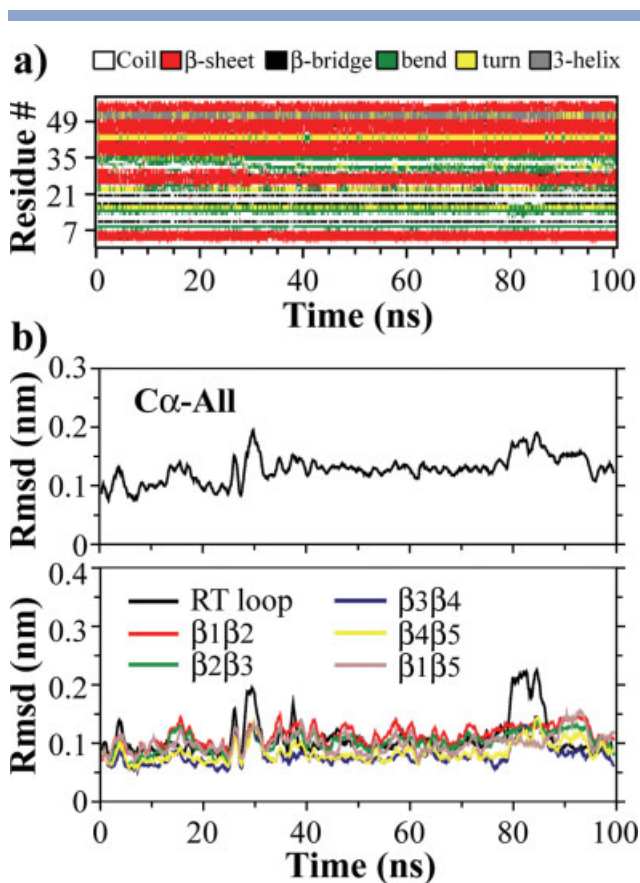 a)
Coil β-sheet β-bridge bend turn 3-helix
Residue #
49
35
21
7
0 20 40 60 80 100
Time (ns)
b)
Rmsd (nm)
0.3
0.2
0.1
0
Cα-All
Rmsd (nm)
0.4
0.3
0.2
0.1
0
RT loop β3β4
β1β2 β4β5
β2β3 β1β5
0 20 40 60 80 100
Time (ns)